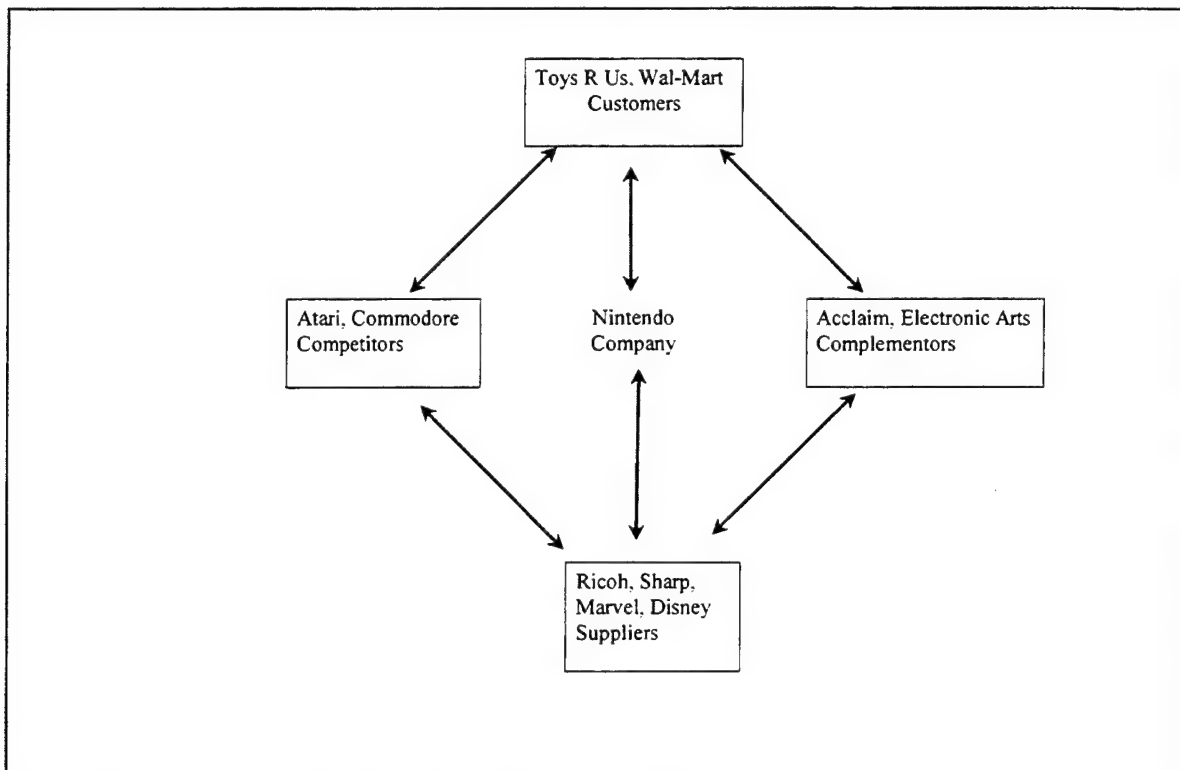 Toys R Us, Wal-Mart
Customers
Atari, Commodore
Competitors
Nintendo
Company
Acclaim, Electronic Arts
Complementors
Ricoh, Sharp,
Marvel, Disney
Suppliers